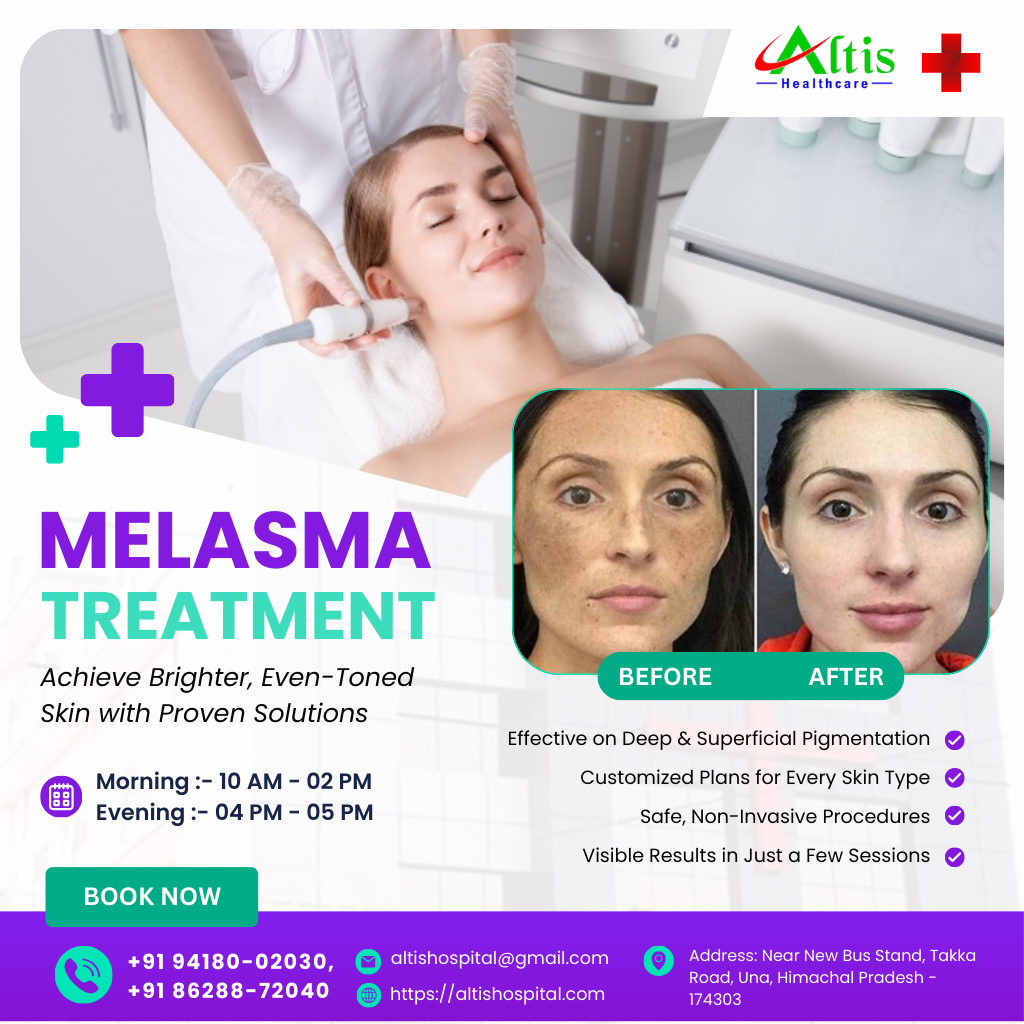 Altis
Healthcare
MELASMA
TREATMENT
Achieve Brighter, Even-Toned
Skin with Proven Solutions
Morning :- 10 AM - 02 PM
Evening :- 04 PM - 05 PM
BOOK NOW
BEFORE AFTER
Effective on Deep & Superficial Pigmentation
Customized Plans for Every Skin Type
Safe, Non-Invasive Procedures
Visible Results in Just a Few Sessions
+91 94180-02030,
+91 86288-72040
altishospital@gmail.com
https://altishospital.com
Address: Near New Bus Stand, Takka
Road, Una, Himachal Pradesh -
174303